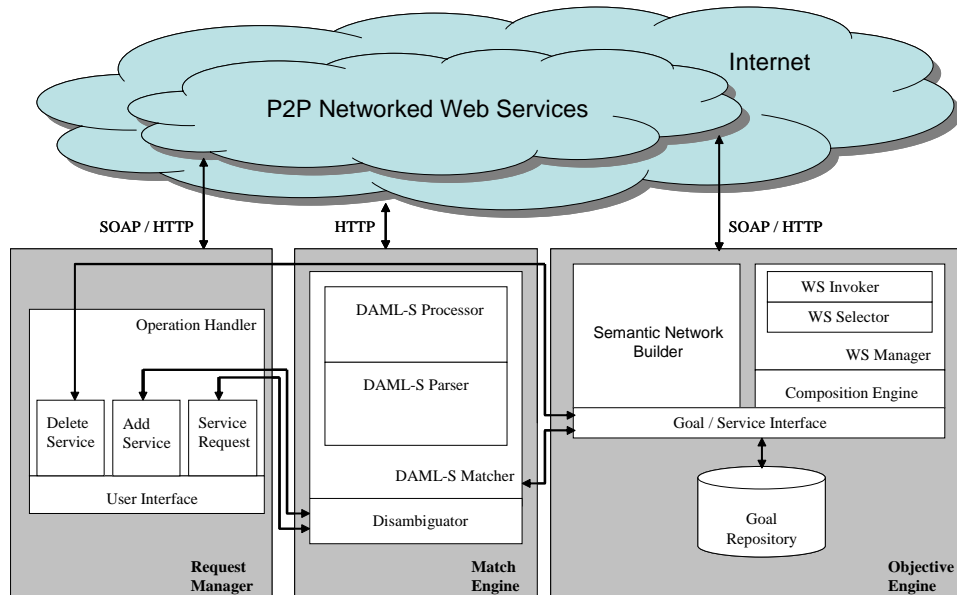 Internet
P2P Networked Web Services
SOAP / HTTP
HTTP
SOAP / HTTP
Operation Handler
Delete
Service
Add
Service
Service
Request
User Interface
Request
Manager
DAML-S Processor
DAML-S Parser
DAML-S Matcher
Disambiguator
Match
Engine
Semantic Network
Builder
WS Invoker
WS Selector
WS Manager
Composition Engine
Goal / Service Interface
Goal
Repository
Objective
Engine